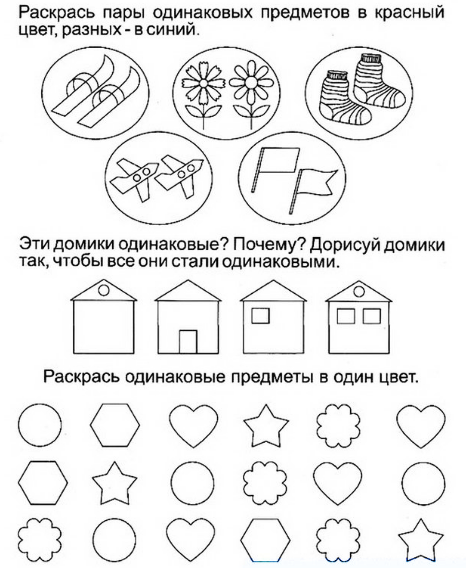 Раскрась пары одинаковых предметов в красный
цвет, разных - в синий.
Эти домики одинаковые? Почему? Дорисуй домики
так, чтобы все они стали одинаковыми.
Раскрась одинаковые предметы в один цвет.